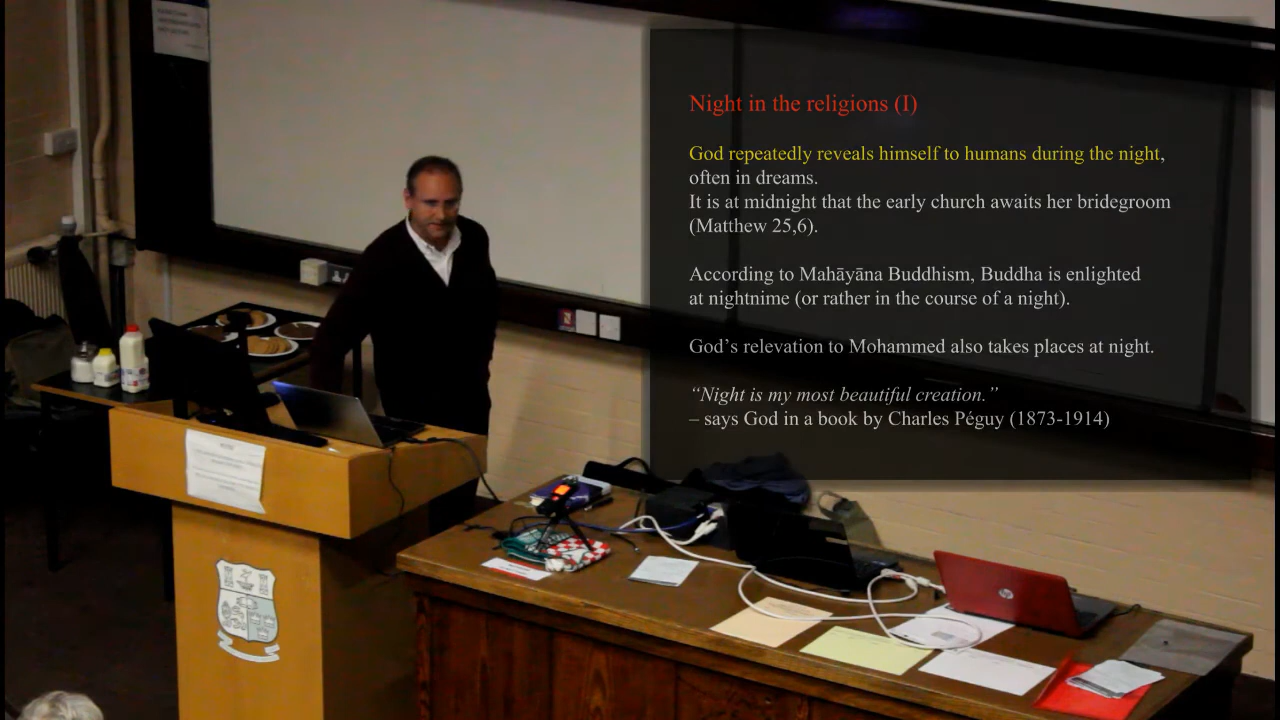 Night in the religions (I)
God repeatedly reveals himself to humans during the night,
often in dreams.
It is at midnight that the early church awaits her bridegroom
(Matthew 25,6).
According to Mahāyāna Buddhism, Buddha is enlighted
at nightnime (or rather in the course of a night).
God’s relevation to Mohammed also takes places at night.
“Night is my most beautiful creation.”
– says God in a book by Charles Péguy (1873-1914)
hp